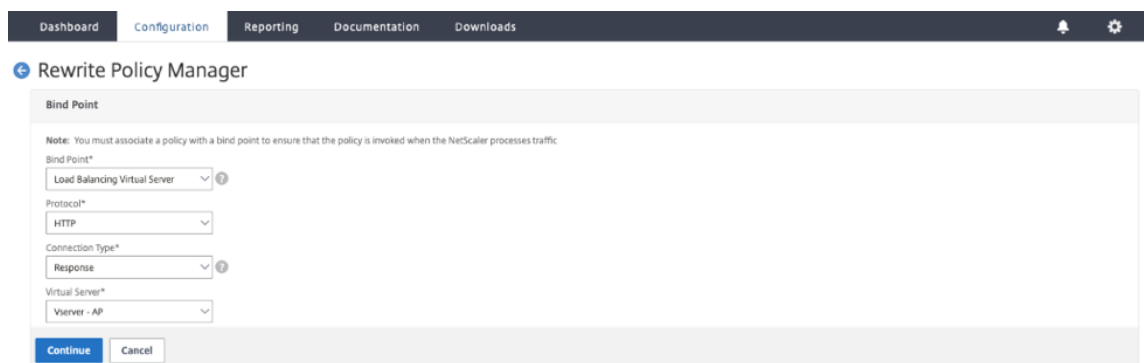 Dashboard Configuration Reporting Documentation Downloads
Rewrite Policy Manager
Bind Point
Note: You must associate a policy with a bind point to ensure that the policy is invoked when the NetScaler processes traffic
Bind Point*
Load Balancing Virtual Server ?
Protocol*
HTTP
Connection Type*
Response ?
Virtual Server*
Vserver - AP
Continue Cancel